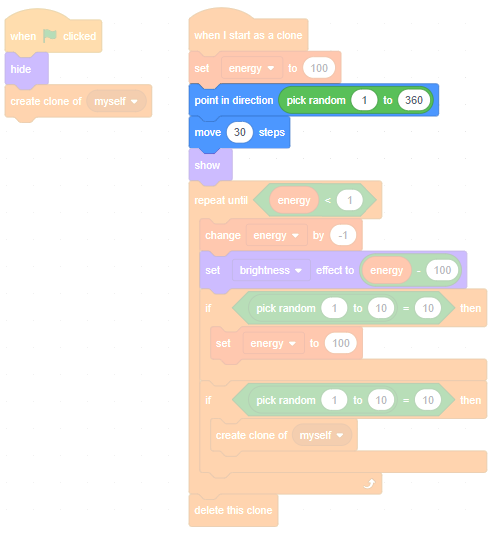 when clicked
hide
create clone of myself
when I start as a clone
set energy to 100
point in direction pick random 1 to 360
move 30 steps
show
repeat until energy < 1
change energy by -1
set brightness effect to energy - 100
if pick random 1 to 10 = 10 then
set energy to 100
if pick random 1 to 10 = 10 then
create clone of myself
delete this clone